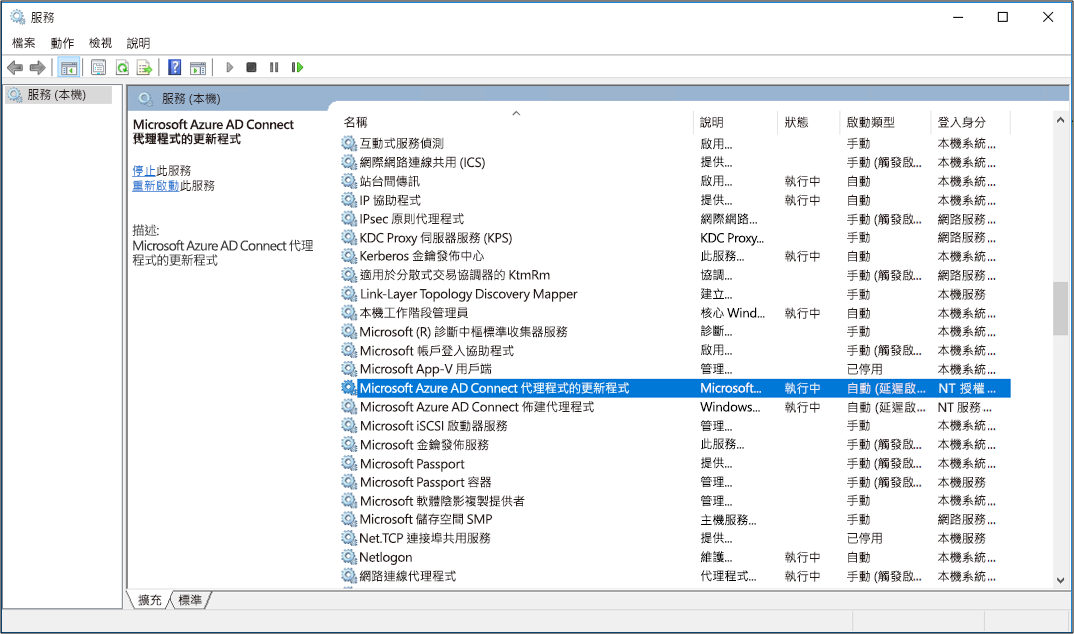 服務
檔案 動作 檢視 說明
服務 (本機)
服務 (本機)
Microsoft Azure AD Connect
代理程式的更新程式
停止此服務
重新啟動此服務
描述:
Microsoft Azure AD Connect 代理
程式的更新程式
名稱 說明 狀態 啟動類型 登入身分
互動式服務偵測 啟用... 手動 本機系統...
網際網路連線共用 (ICS) 提供... 手動 (觸發啟... 本機系統...
站台間傳訊 啟用... 執行中 自動 本機系統...
IP 協助程式 提供... 執行中 自動 本機系統...
IPsec 原則代理程式 網際網路... 手動 (觸發啟... 網路服務...
KDC Proxy 伺服器服務 (KPS) KDC Proxy... 手動 網路服務...
Kerberos 金鑰發佈中心 此服務... 執行中 自動 本機系統...
適用於分散式交易協調器的 KtmRm 協調... 手動 (觸發啟... 網路服務...
Link-Layer Topology Discovery Mapper 建立... 手動 本機服務
本機工作階段管理員 核心 Wind... 執行中 自動 本機系統...
Microsoft (R) 診斷中樞標準收集器服務 診斷... 手動 本機系統...
Microsoft 帳戶登入協助程式 啟用... 手動 (觸發啟... 本機系統...
Microsoft App-V 用戶端 管理... 已停用 本機系統...
Microsoft Azure AD Connect 代理程式的更新程式 Microsoft... 執行中 自動 (延遲啟... NT 授權 ...
Microsoft Azure AD Connect 佈建代理程式 Windows... 執行中 自動 (延遲啟... NT 服務 ...
Microsoft iSCSI 啟動器服務 管理... 手動 本機系統...
Microsoft 金鑰發佈服務 此服務... 手動 (觸發啟... 本機系統...
Microsoft Passport 提供... 手動 (觸發啟... 本機系統...
Microsoft Passport 容器 管理... 手動 (觸發啟... 本機服務
Microsoft 軟體陰影複製提供者 管理... 手動 本機系統...
Microsoft 儲存空間 SMP 主機服務... 手動 網路服務...
Net.TCP 連接埠共用服務 提供... 已停用 本機服務
Netlogon 維護... 執行中 自動 本機系統...
網路連線代理程式 代理程式... 執行中 手動 (觸發啟... 本機系統...
擴充 標準